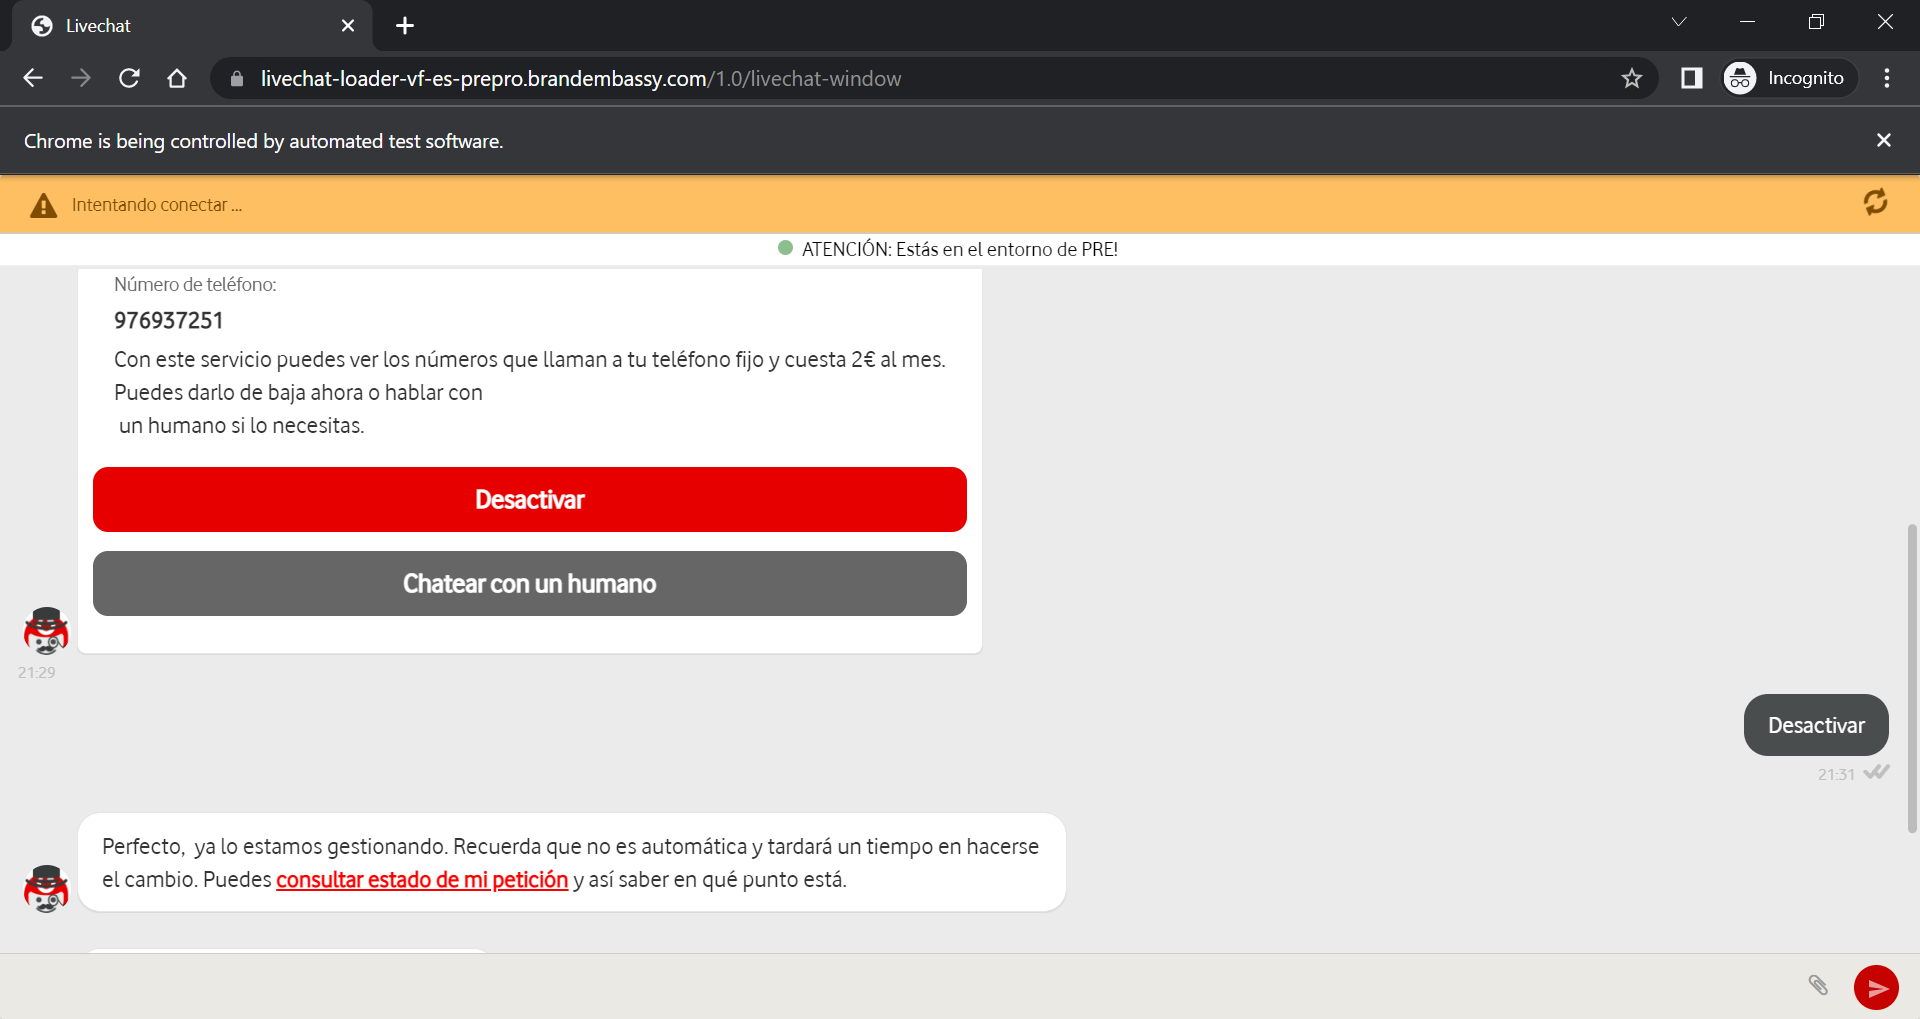 Livechat
livechat-loader-vf-es-prepro.brandembassy.com/1.0/livechat-window
Incognito
Chrome is being controlled by automated test software.
Intentando conectar ...
ATENCIÓN: Estás en el entorno de PRE!
Número de teléfono:
976937251
Con este servicio puedes ver los números que llaman a tu teléfono fijo y cuesta 2€ al mes.
Puedes darlo de baja ahora o hablar con
un humano si lo necesitas.
Desactivar
Chatear con un humano
21:29
Desactivar
21:31
Perfecto, ya lo estamos gestionando. Recuerda que no es automática y tardará un tiempo en hacerse
el cambio. Puedes consultar estado de mi petición y así saber en qué punto está.